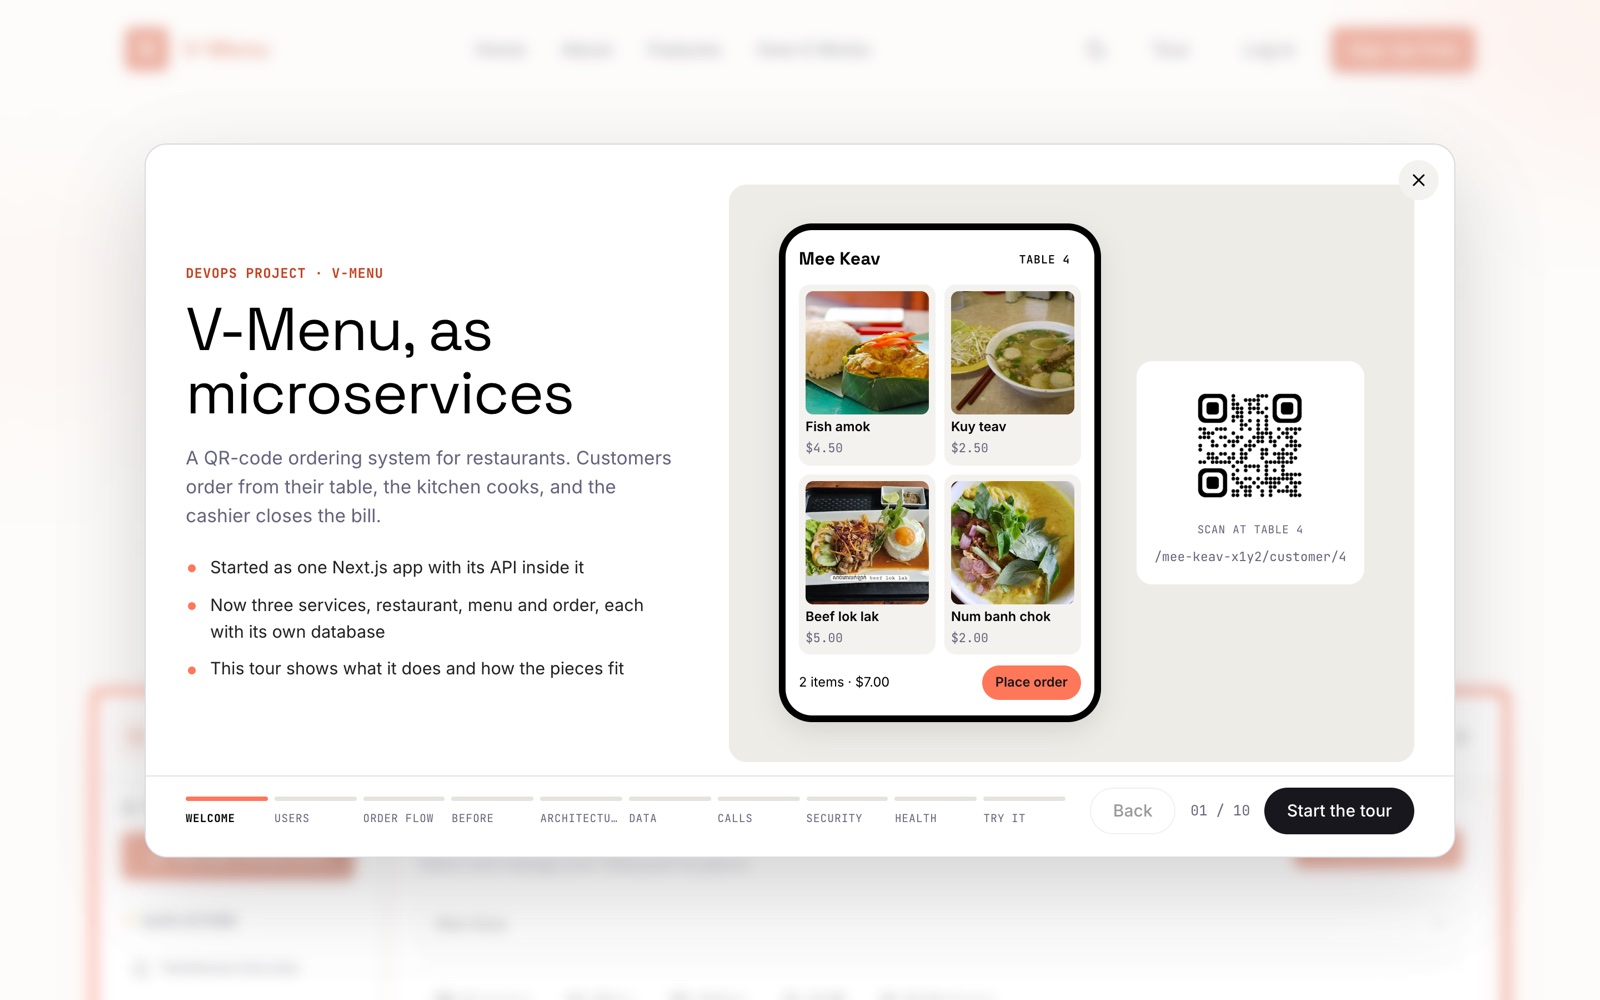 DEVOPS PROJECT · V-MENU
V-Menu, as
microservices
A QR-code ordering system for restaurants. Customers
order from their table, the kitchen cooks, and the
cashier closes the bill.
Started as one Next.js app with its API inside it
Now three services, restaurant, menu and order, each
with its own database
This tour shows what it does and how the pieces fit
Mee Keav
TABLE 4
Fish amok
$4.50
Kuy teav
$2.50
beef lok lak
Beef lok lak
$5.00
Num banh chok
$2.00
2 items · $7.00
Place order
SCAN AT TABLE 4
/mee-keav-x1y2/customer/4
WELCOME
USERS
ORDER FLOW
BEFORE
ARCHITECTU…
DATA
CALLS
SECURITY
HEALTH
TRY IT
Back
01 / 10
Start the tour